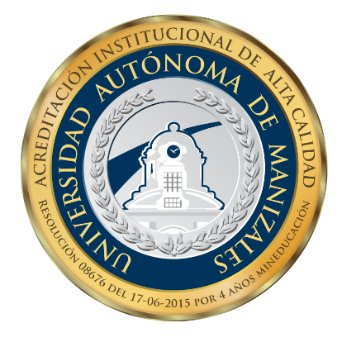 ACREDITACIÓN INSTITUCIONAL DE ALTA CALIDAD
UNIVERSIDAD AUTÓNOMA DE MANIZALES
RESOLUCIÓN 08676 DEL 17-06-2015 POR 4 AÑOS MINEDUCACIÓN